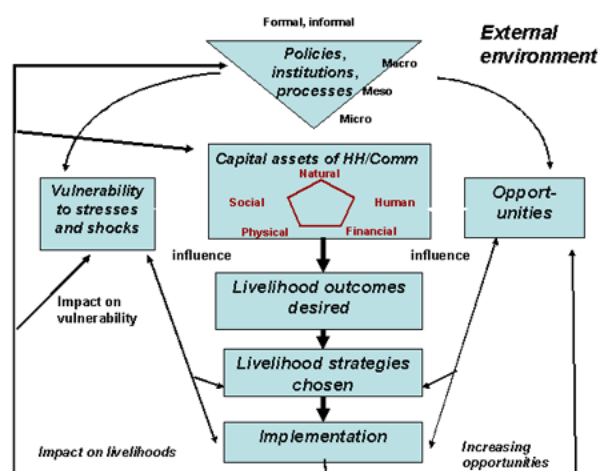 Formal, informal
External
environment
Policies,
institutions,
processes
Macro
Meso
Micro
Capital assets of HH/Comm
Natural
Social
Human
Physical
Financial
Vulnerability
to stresses
and shocks
Opport-
unities
influence
influence
Livelihood outcomes
desired
Impact on
vulnerability
Livelihood strategies
chosen
Implementation
Impact on livelihoods
Increasing
opportunities